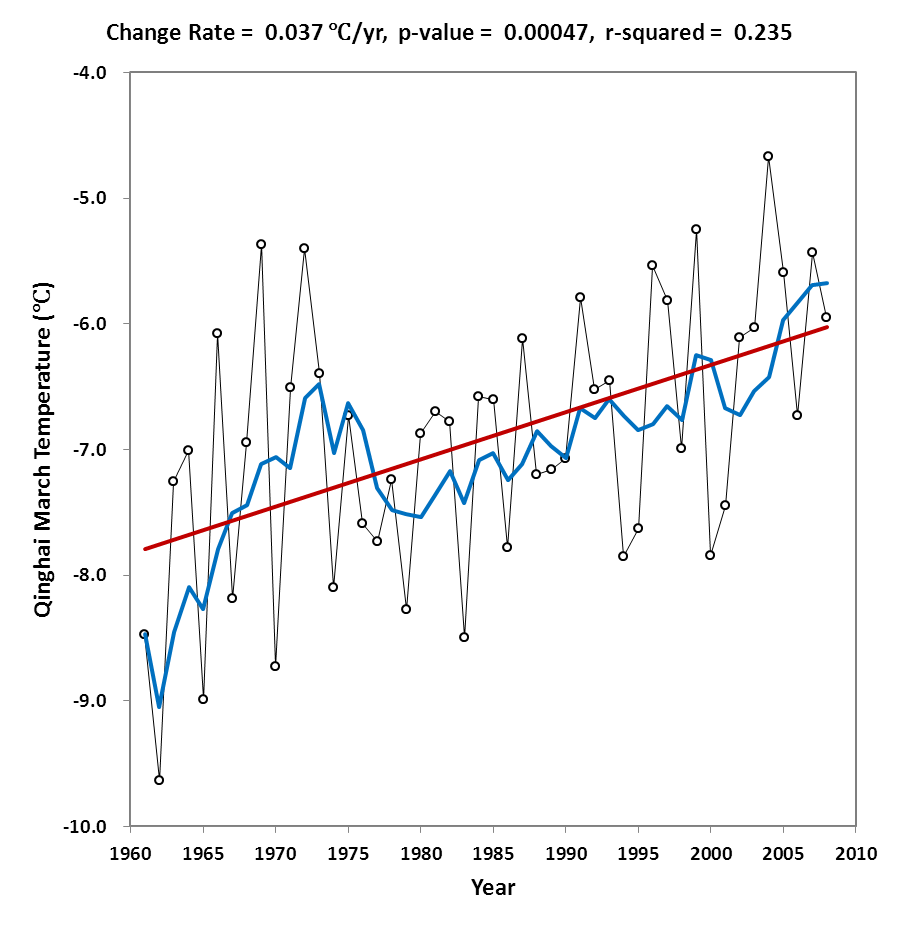 Change Rate = 0.037 ℃/yr, p-value = 0.00047, r-squared = 0.235
-4.0
-5.0
-6.0
-7.0
-8.0
-9.0
-10.0
Qinghai March Temperature (℃)
1960 1965 1970 1975 1980 1985 1990 1995 2000 2005 2010
Year